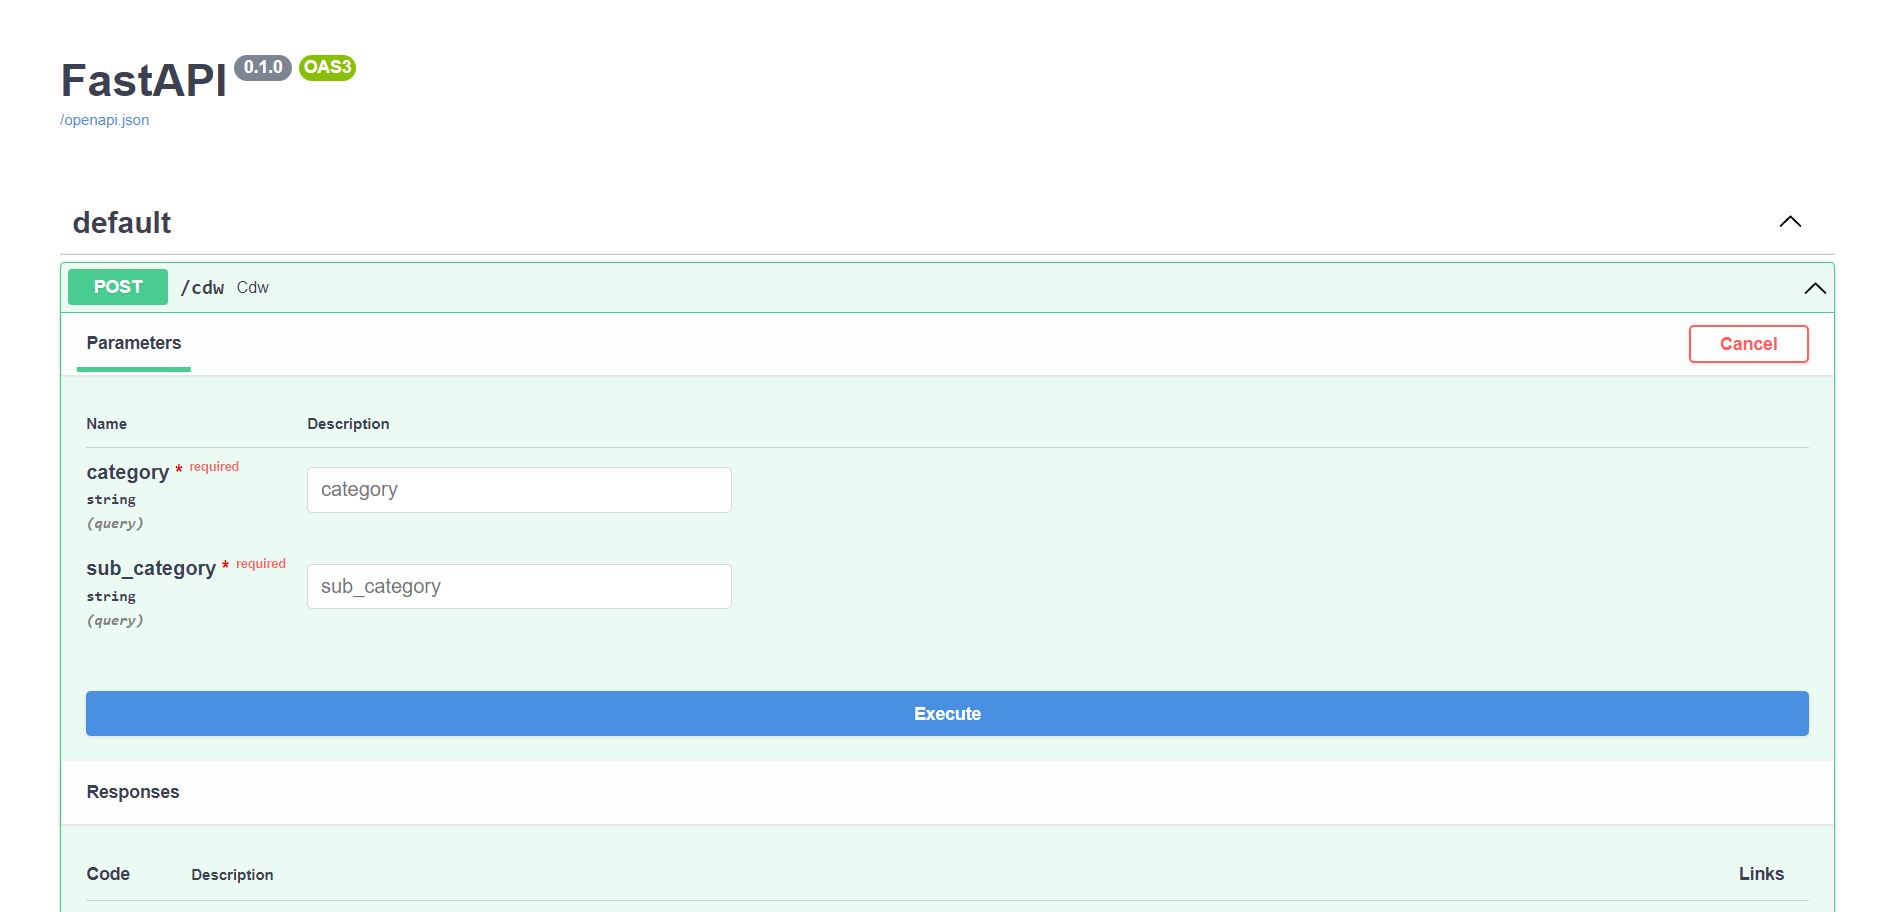 FastAPI 0.1.0 OAS3
/openapi.json
default
POST /cdw Cdw
Parameters Cancel
Name Description
category * required
string
(query)
category
sub_category * required
string
(query)
sub_category
Execute
Responses
Code Description Links